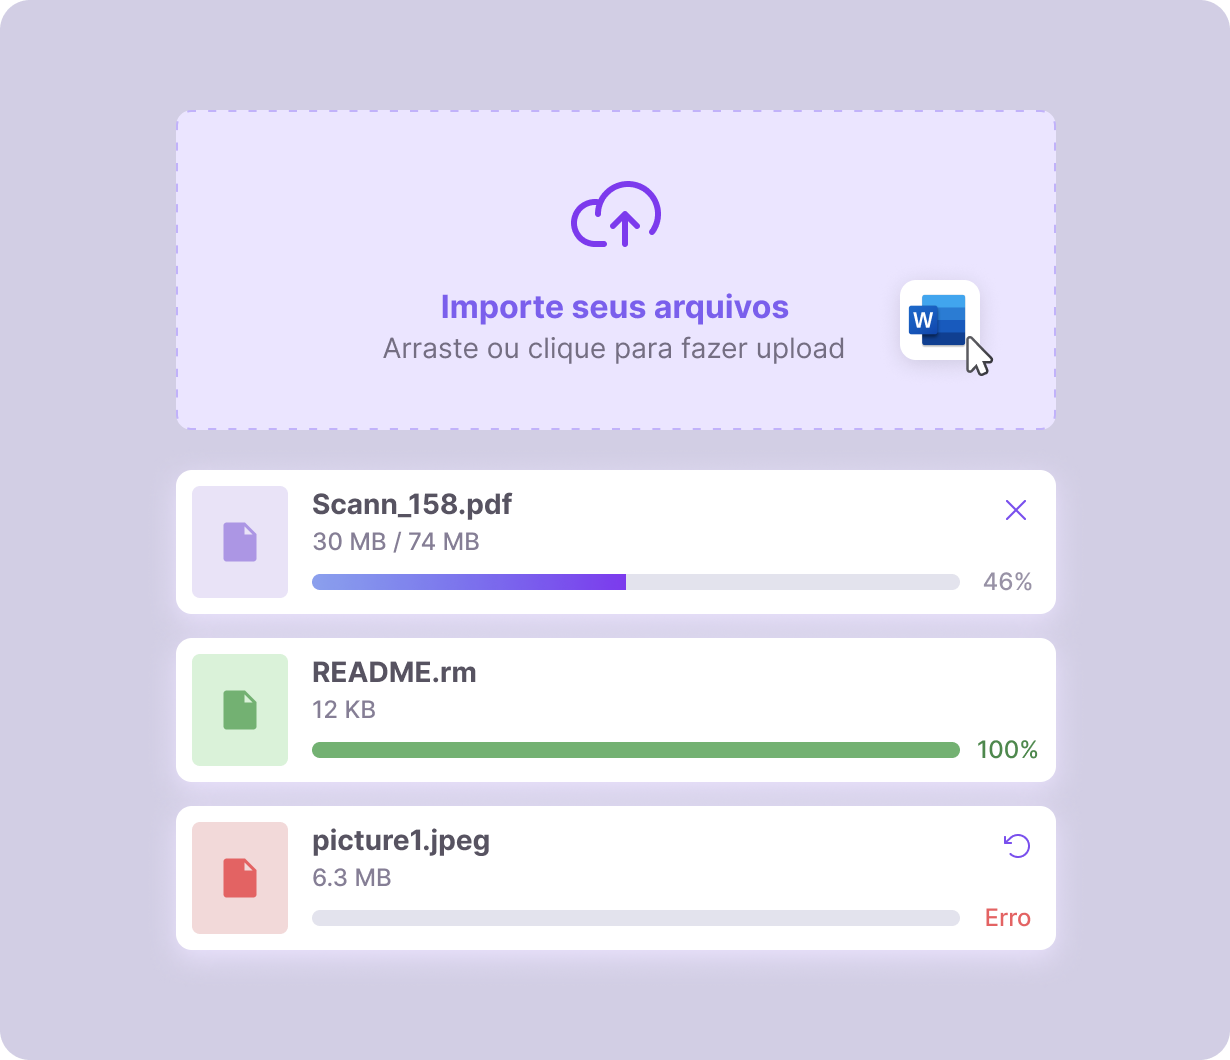 Importe seus arquivos
Arraste ou clique para fazer upload
W
Scann_158.pdf
30 MB / 74 MB
46%
README.rm
12 KB
100%
picture1.jpeg
6.3 MB
Erro